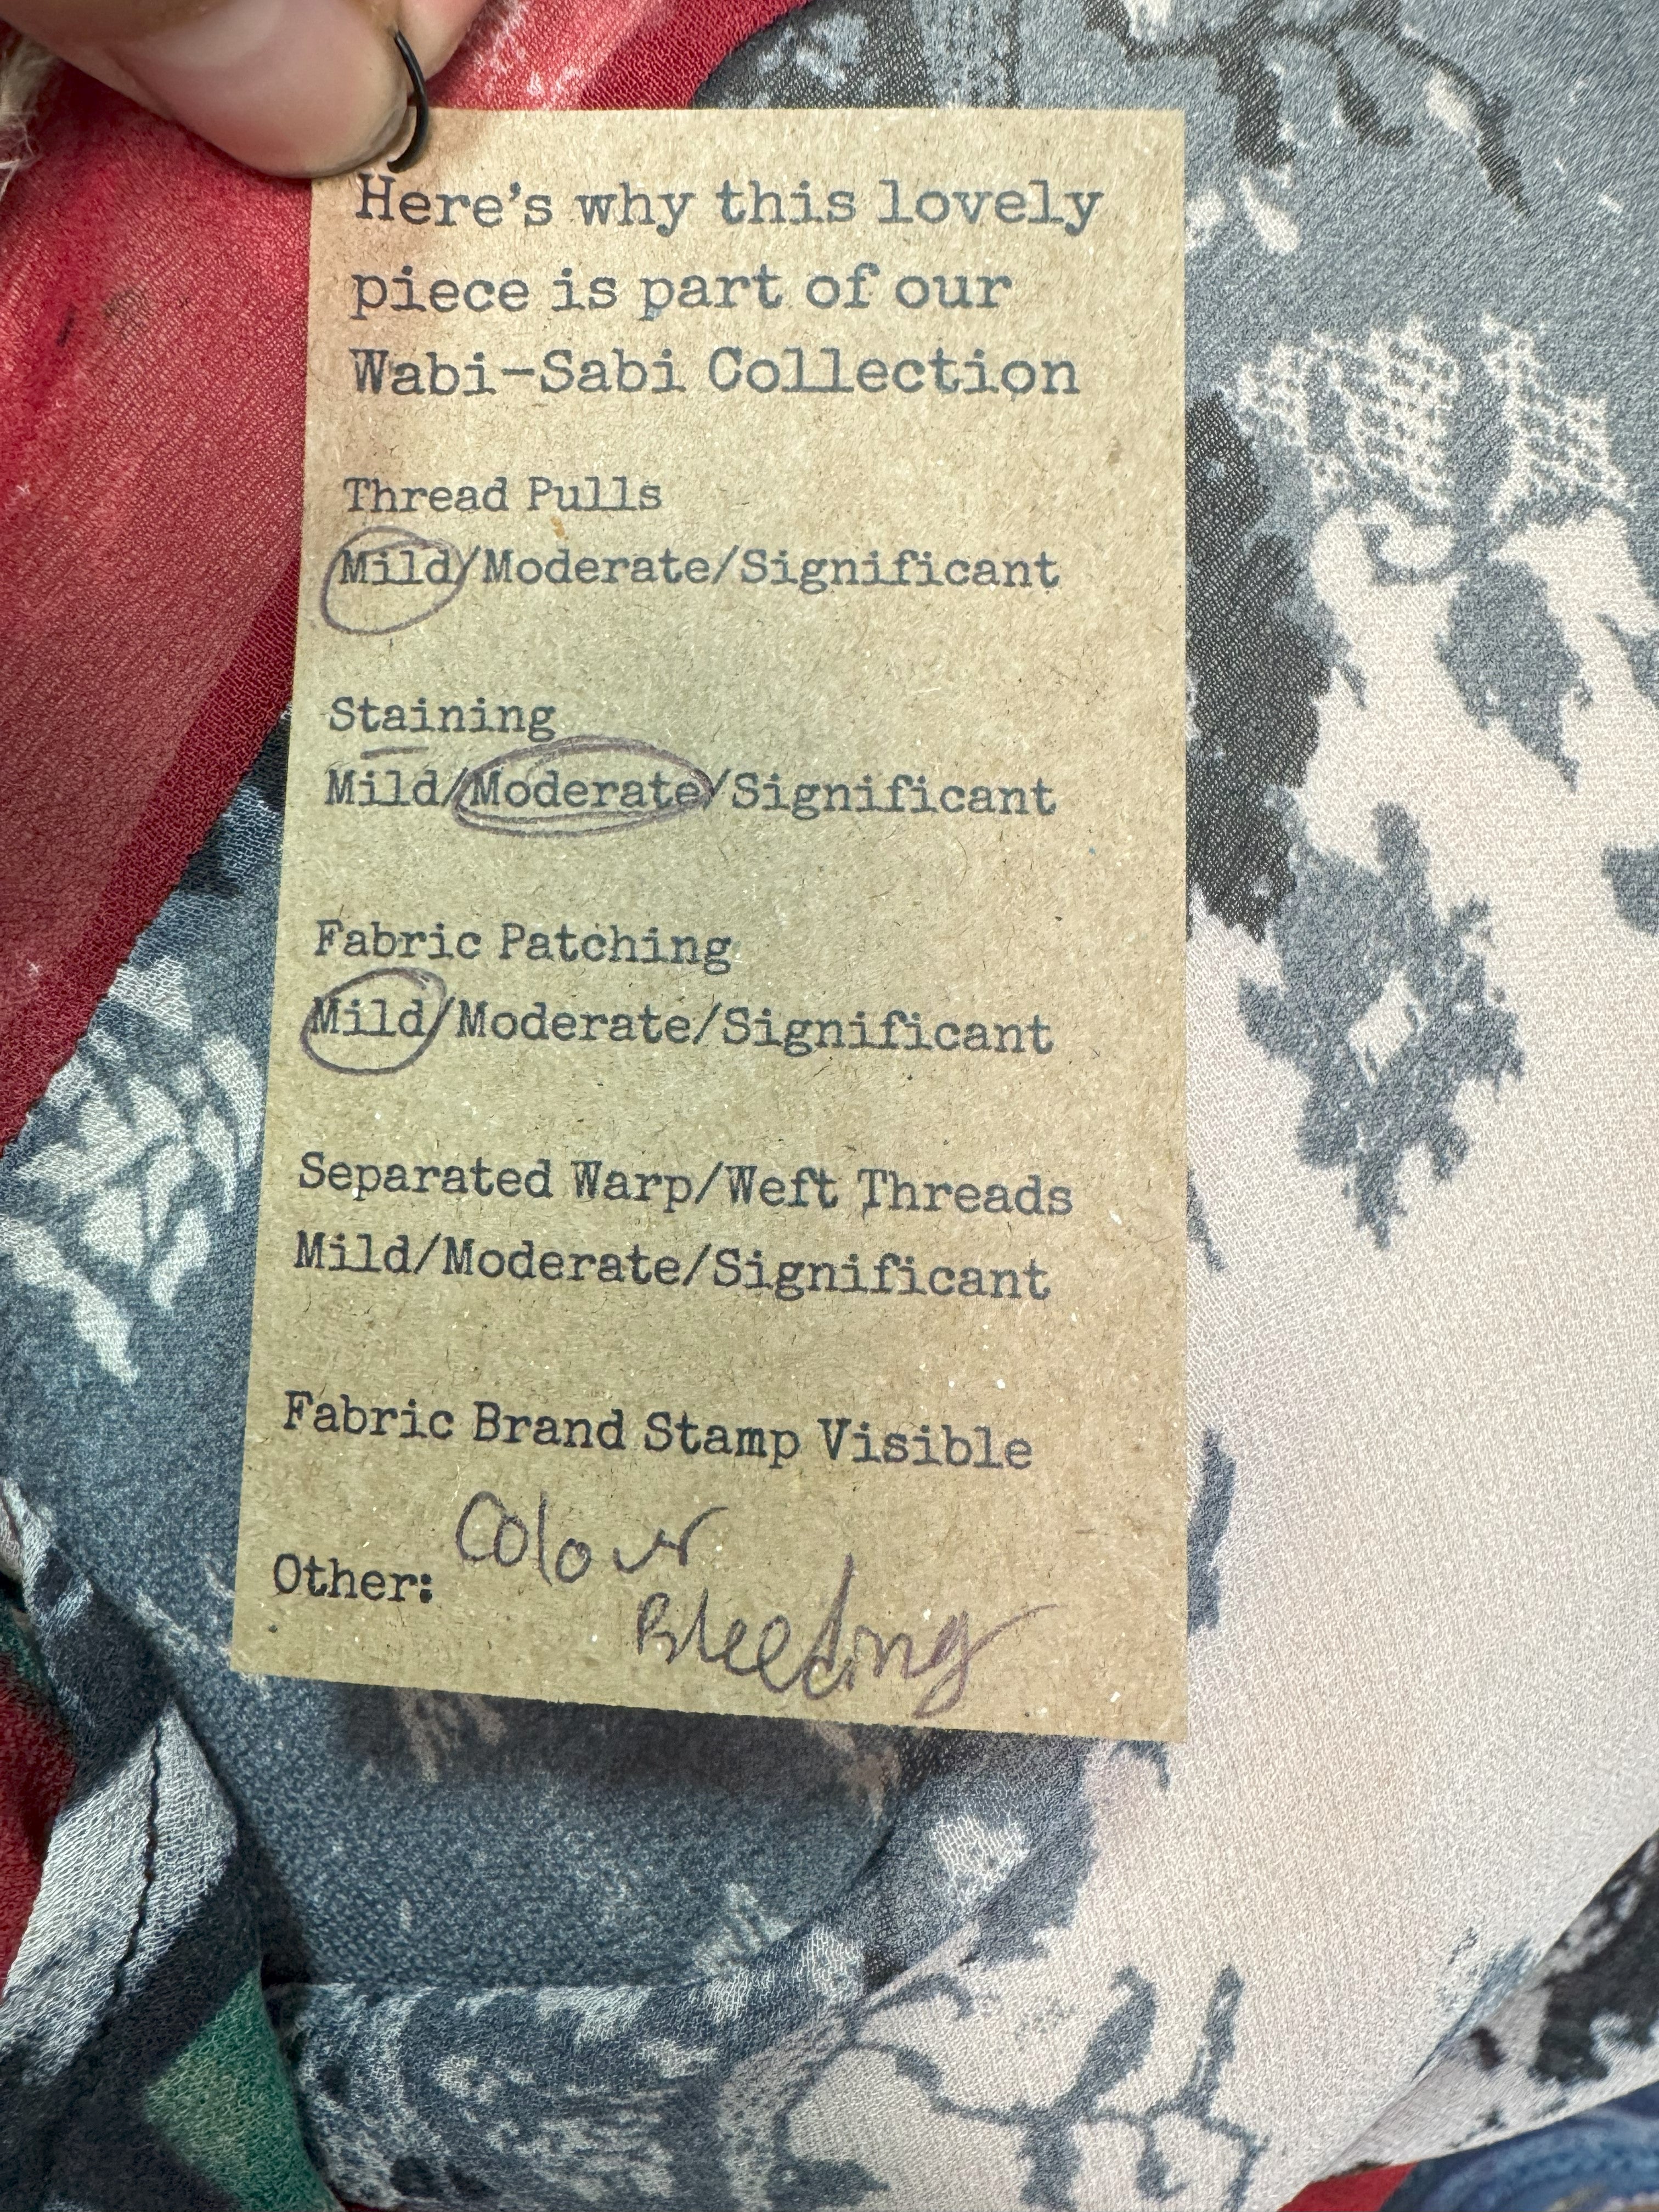 Here's why this lovely
piece is part of our
Wabi-Sabi Collection
Thread Pulls
Mild/Moderate/Significant
Staining
Mild/Moderate/Significant
Fabric Patching
Mild/Moderate/Significant
Separated Warp/Weft Threads
Mild/Moderate/Significant
Fabric Brand Stamp Visible
Other: Colour
Bleeding